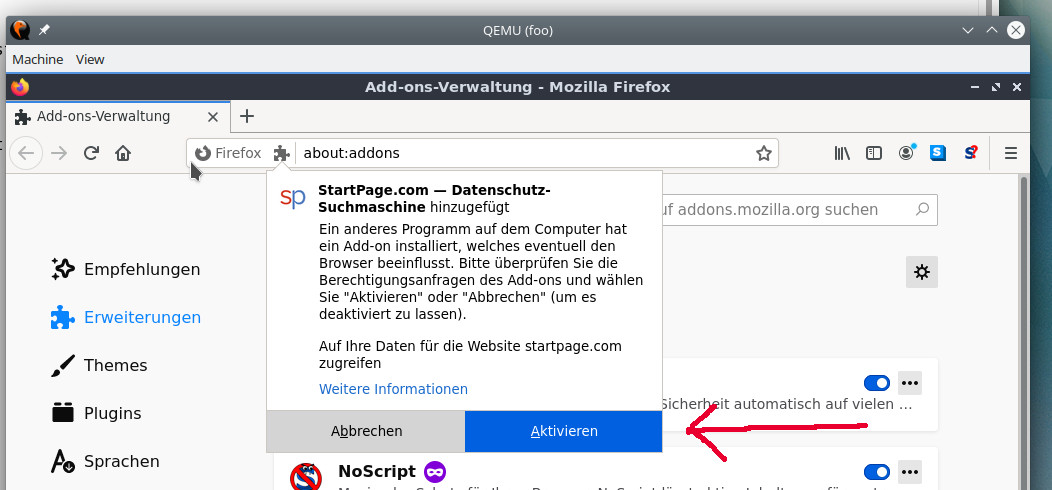 QEMU (foo)
Machine View
Add-ons-Verwaltung - Mozilla Firefox
Add-ons-Verwaltung
Firefox about:addons
StartPage.com — Datenschutz-
Suchmaschine hinzugefügt
Ein anderes Programm auf dem Computer hat
ein Add-on installiert, welches eventuell den
Browser beeinflusst. Bitte überprüfen Sie die
Berechtigungsanfragen des Add-ons und wählen
Sie "Aktivieren" oder "Abbrechen" (um es
deaktiviert zu lassen).
Auf Ihre Daten für die Website startpage.com
zugreifen
Weitere Informationen
Abbrechen Aktivieren
uf addons.mozilla.org suchen
Empfehlungen
Erweiterungen
Themes
Plugins
Sprachen
Sicherheit automatisch auf vielen ...
NoScript